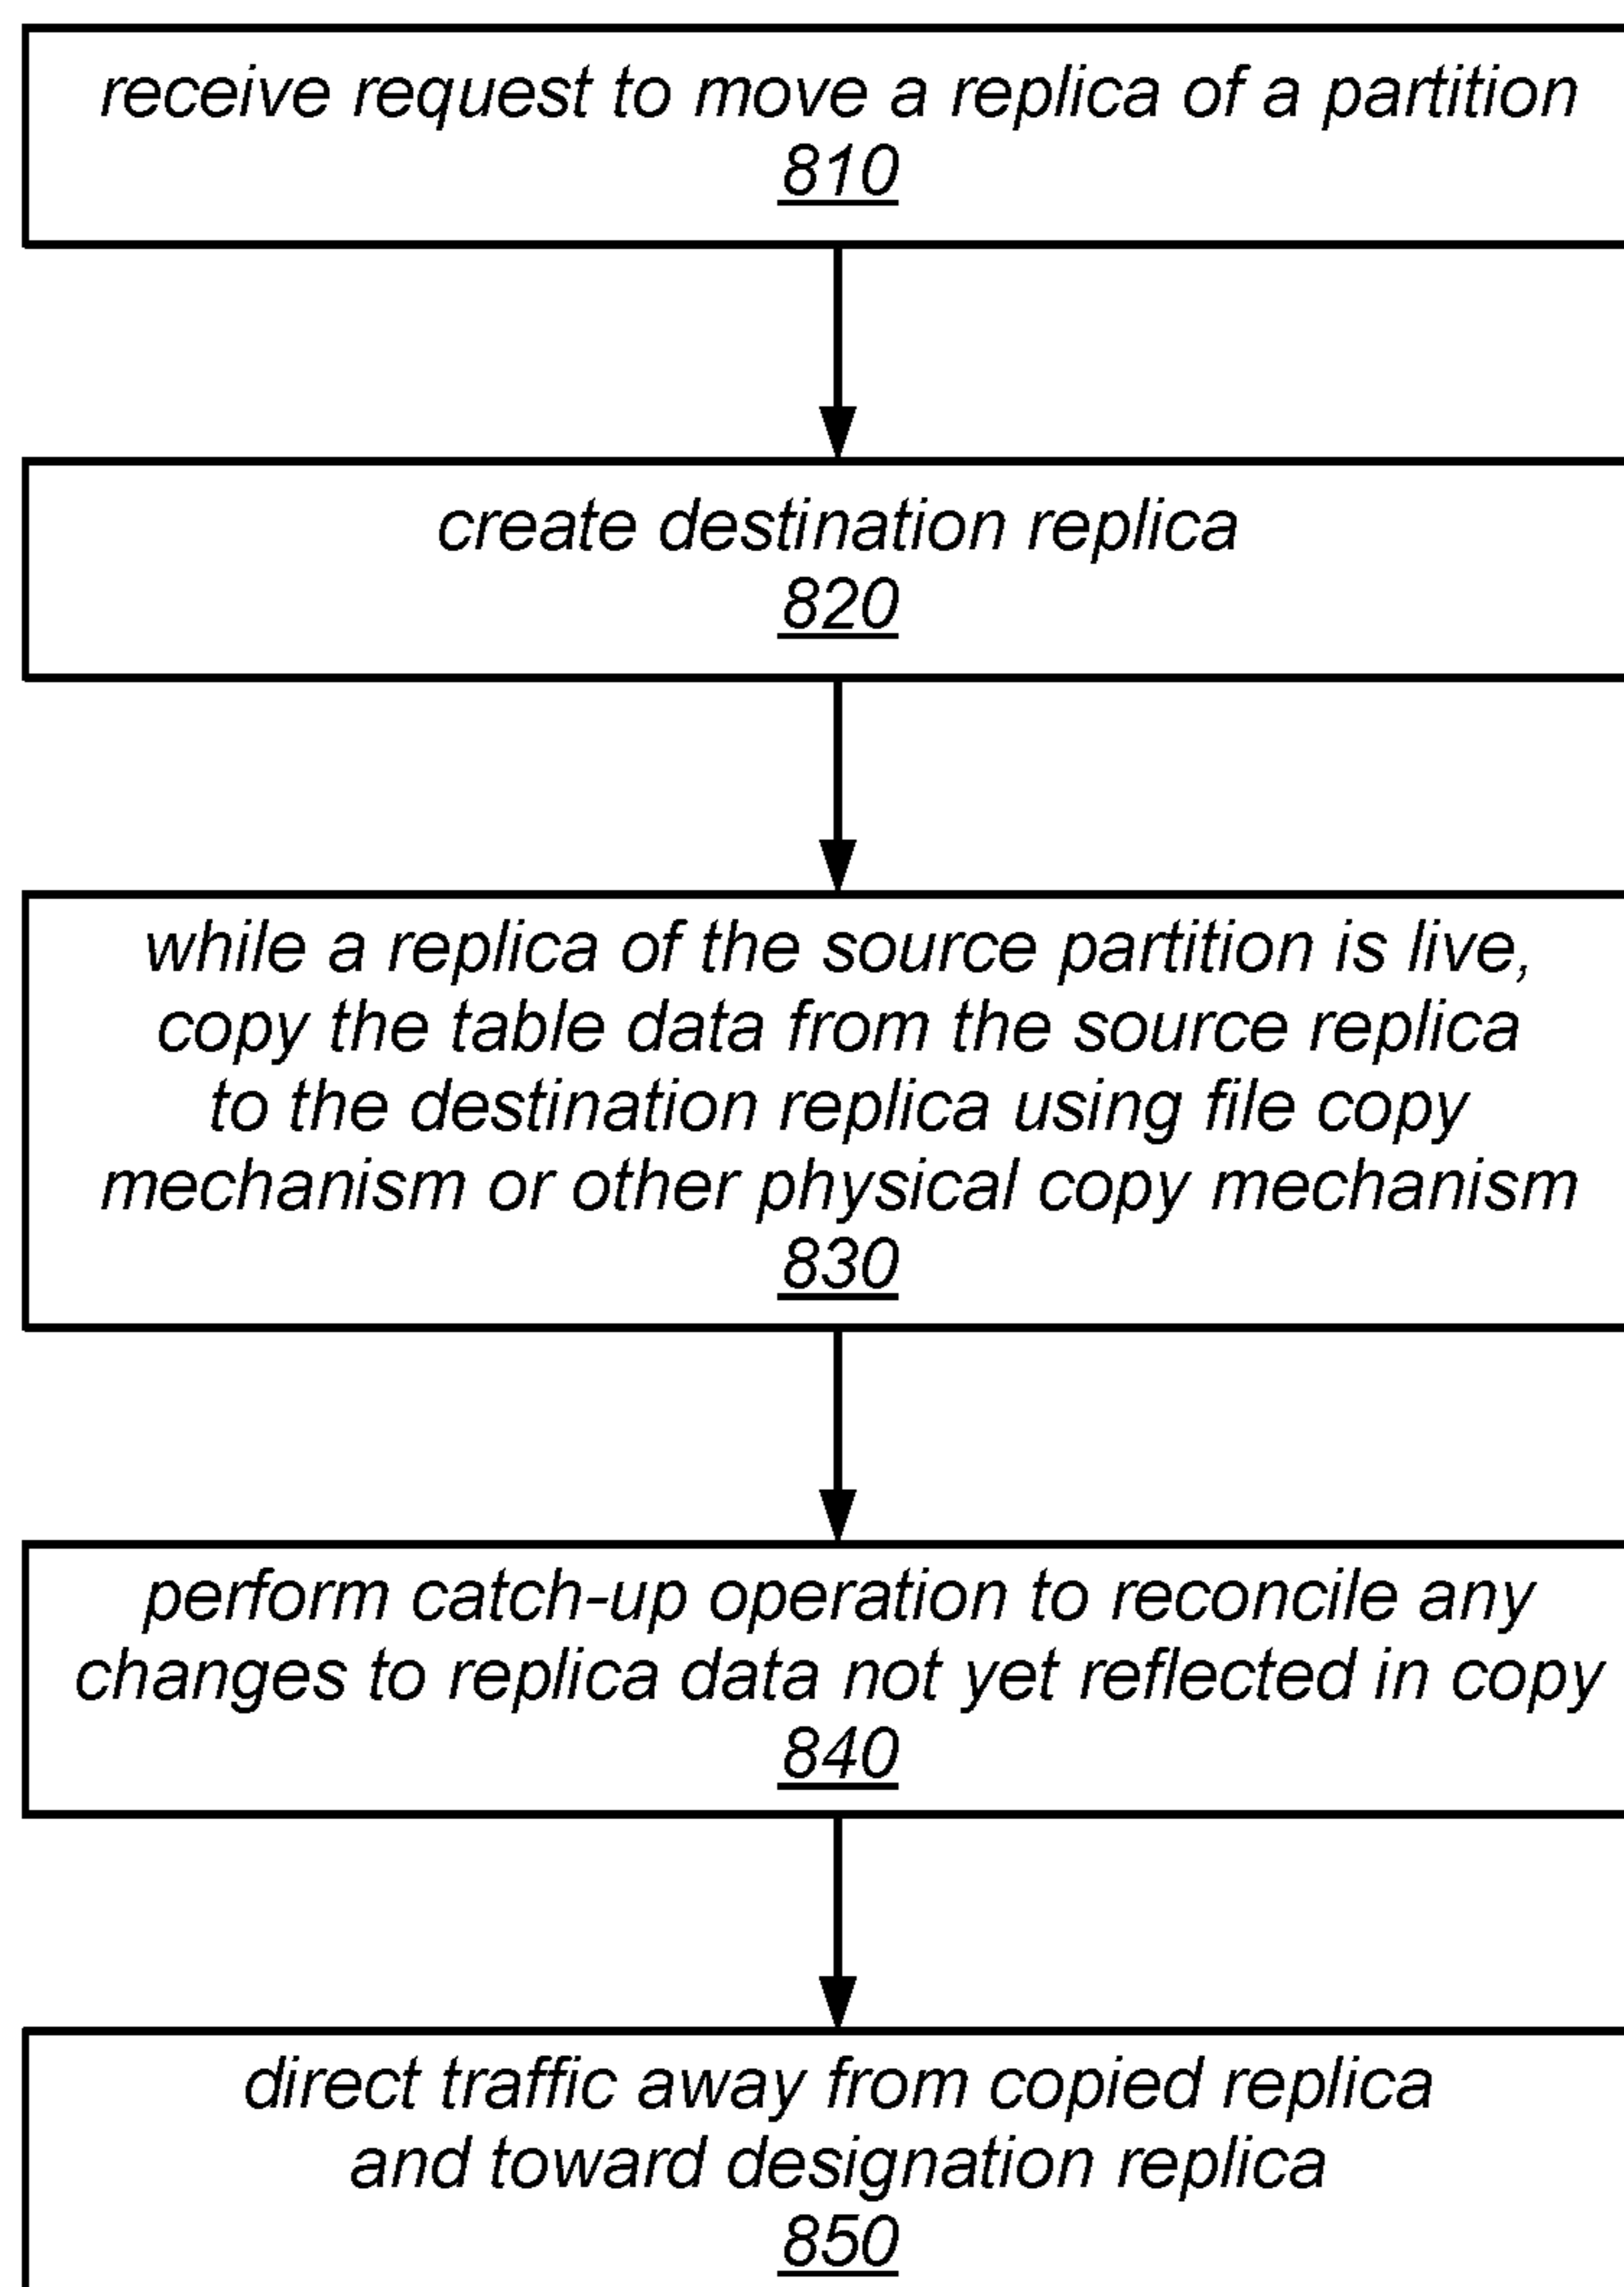 receive request to move a replica of a partition
810
create destination replica
820
while a replica of the source partition is live,
copy the table data from the source replica
to the destination replica using file copy
mechanism or other physical copy mechanism
830
perform catch-up operation to reconcile any
changes to replica data not yet reflected in copy
840
direct traffic away from copied replica
and toward designation replica
850